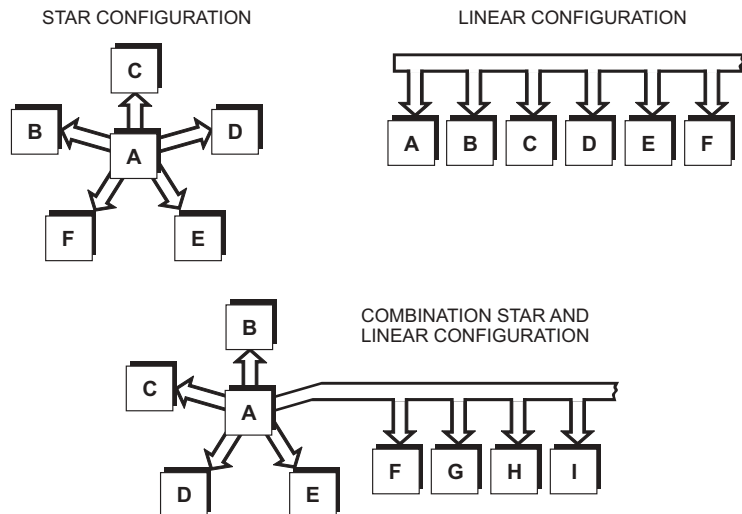 STAR CONFIGURATION
LINEAR CONFIGURATION
C
B
D
A
F
E
A
B
C
D
E
F
COMBINATION STAR AND
LINEAR CONFIGURATION
B
C
A
D
E
F
G
H
I